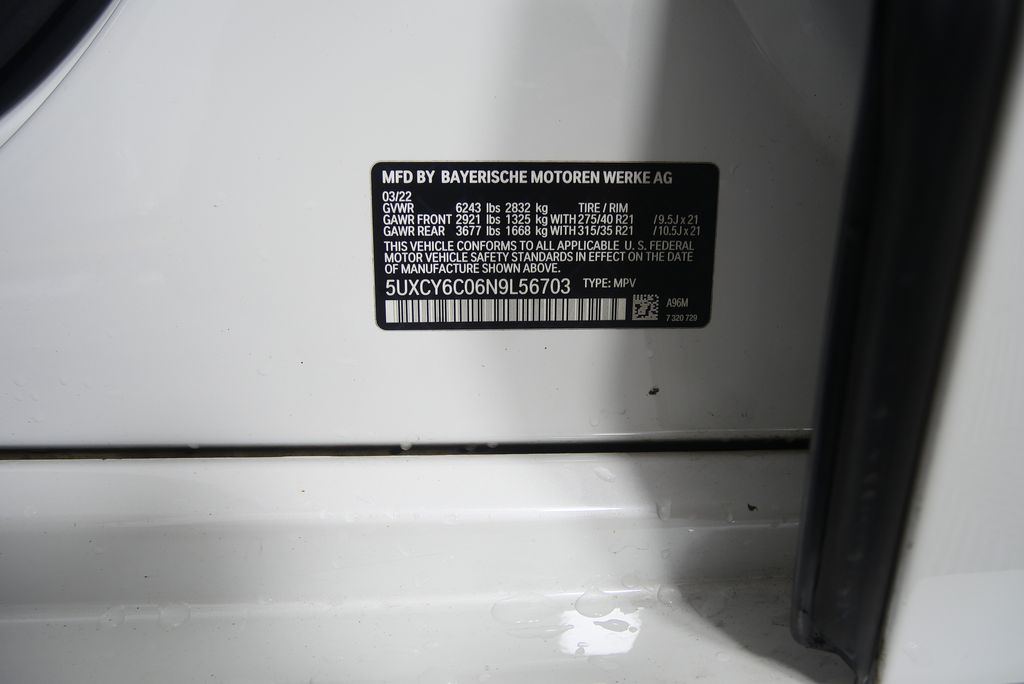 MFD BY BAYERISCHE MOTOREN WERKE AG
03/22
GVWR 6243 lbs 2832 kg TIRE / RIM
GAWR FRONT 2921 lbs 1325 kg WITH 275/40 R21 / 9.5J x 21
GAWR REAR 3677 lbs 1668 kg WITH 315/35 R21 / 10.5J x 21
THIS VEHICLE CONFORMS TO ALL APPLICABLE U. S. FEDERAL
MOTOR VEHICLE SAFETY STANDARDS IN EFFECT ON THE DATE
OF MANUFACTURE SHOWN ABOVE.
5UXCY6C06N9L56703 TYPE: MPV
A96M
7 320 729